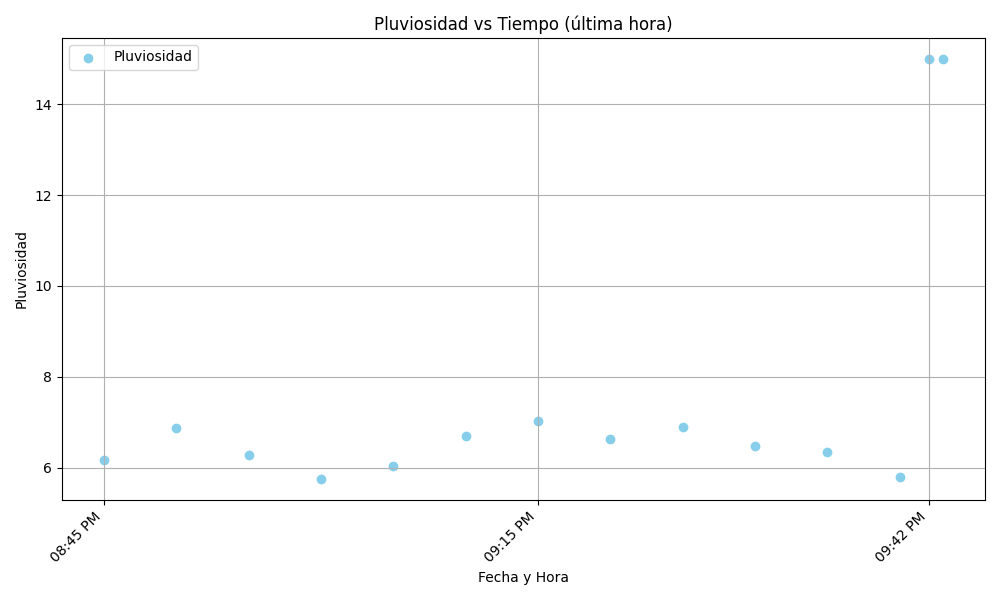 Pluviosidad vs Tiempo (última hora)
Pluviosidad
14
12
10
8
6
Pluviosidad
08:45 PM
09:15 PM
09:42 PM
Fecha y Hora